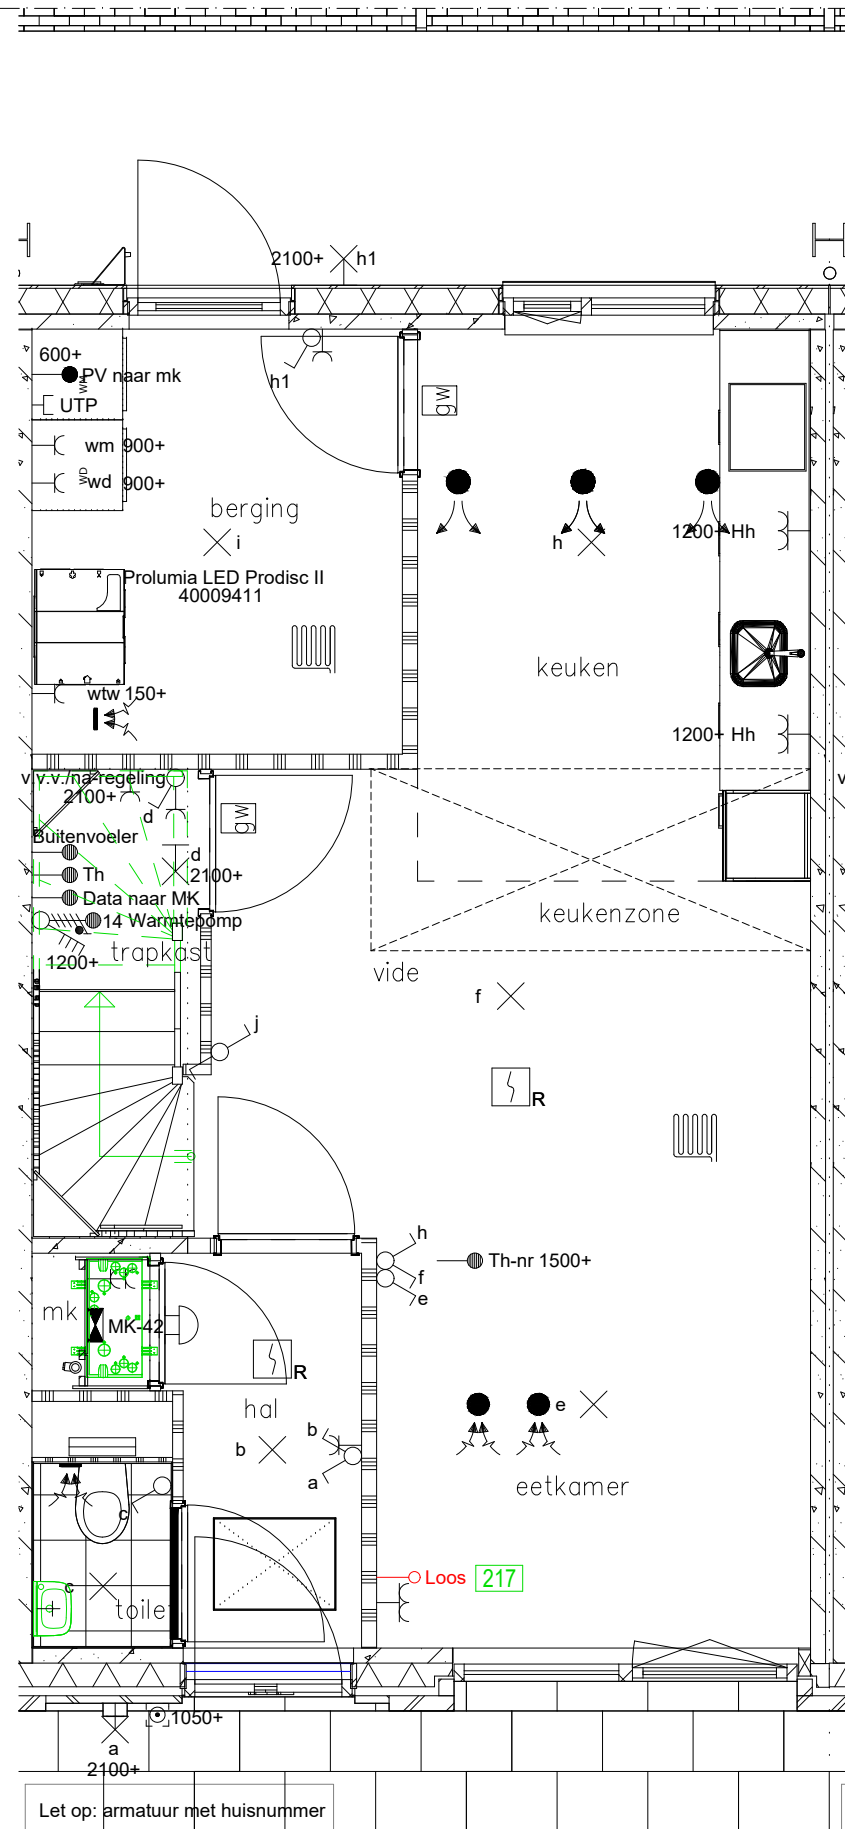 2100+ h1
600+
PV naar mk
UTP
h1
gw
wm 900+
WD
wd 900+
berging
i
h
1200+ Hh
Prolumia LED Prodisc II
40009411
keuken
wtw 150+
1200+ Hh
v.v.v./na-regeling
2100+
d
gw
Buitenvoeler
d
Th
2100+
Data naar MK
14 Warmtepomp
keukenzone
trapkast
1200+
vide
f
j
R
h
Th-nr 1500+
f
e
mk
MK-42
R
hal
e
b
b
a
eetkamer
c
c
Loos 217
toilet
1050+
a
2100+
Let op: armatuur met huisnummer